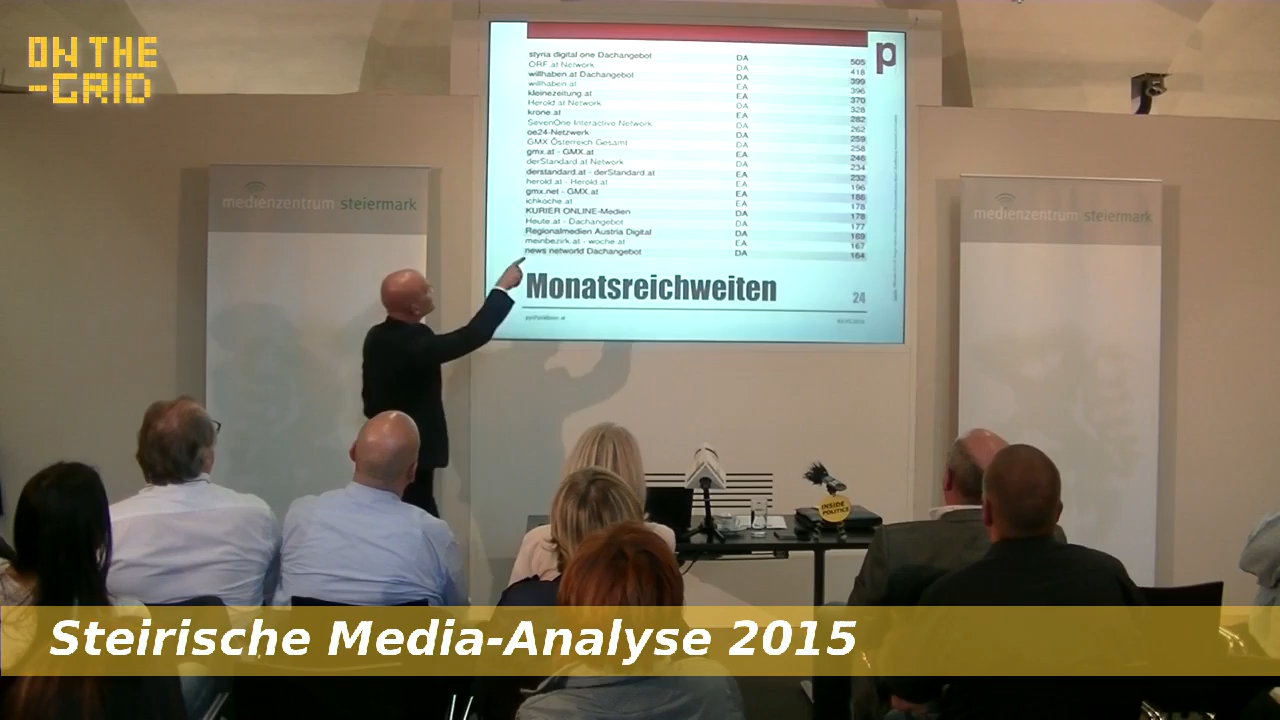 ON THE
-GRID
p
styria digital one Dachangebot DA 505
ORF.at Network DA 418
willhaben.at Dachangebot DA 399
willhaben.at EA 396
kleinezeitung.at EA 370
Herold.at Network DA 328
krone.at EA 282
SevenOne Interactive Network DA 262
oe24-Netzwerk DA 259
GMX Österreich Gesamt DA 258
gmx.at - GMX.at EA 246
derStandard.at Network DA 234
derstandard.at - derStandard.at EA 232
herold.at - Herold.at EA 196
gmx.net - GMX.at EA 186
ichkoche.at EA 178
KURIER ONLINE-Medien DA 178
Heute.at - Dachangebot DA 177
Regionalmedien Austria Digital DA 169
meinbezirk.at - woche.at EA 167
news networld Dachangebot DA 164
Monatsreichweiten 24
medienzentrum steiermark
medienzentrum steiermark
INSIDE
POLITICS
Steirische Media-Analyse 2015